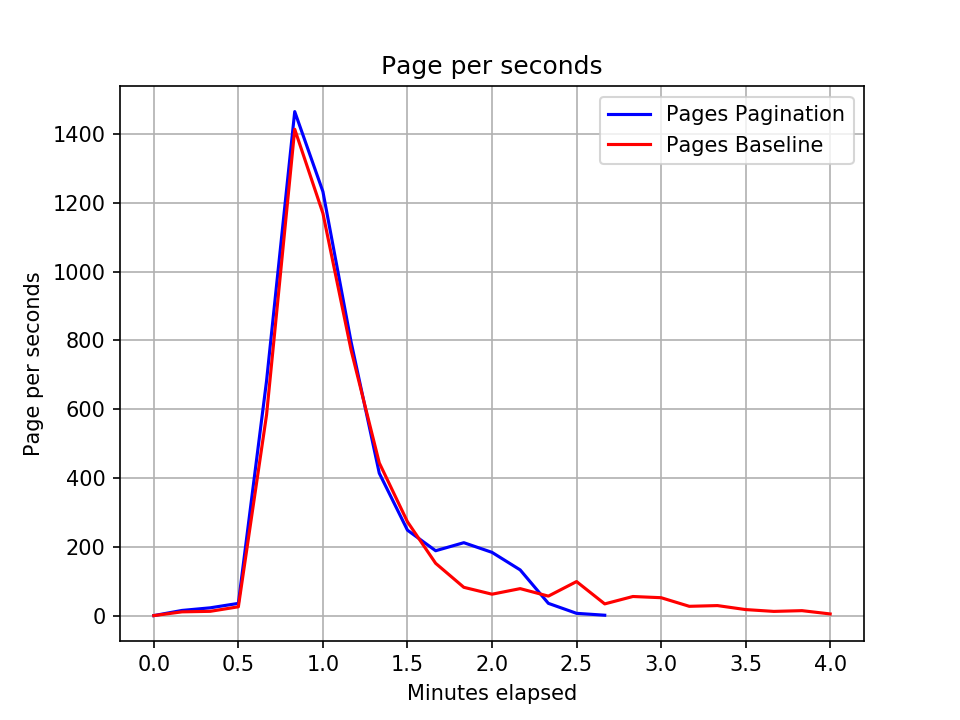 Page per seconds
Pages Pagination
Pages Baseline
1400
1200
1000
800
600
400
200
0
Page per seconds
0.0 0.5 1.0 1.5 2.0 2.5 3.0 3.5 4.0
Minutes elapsed